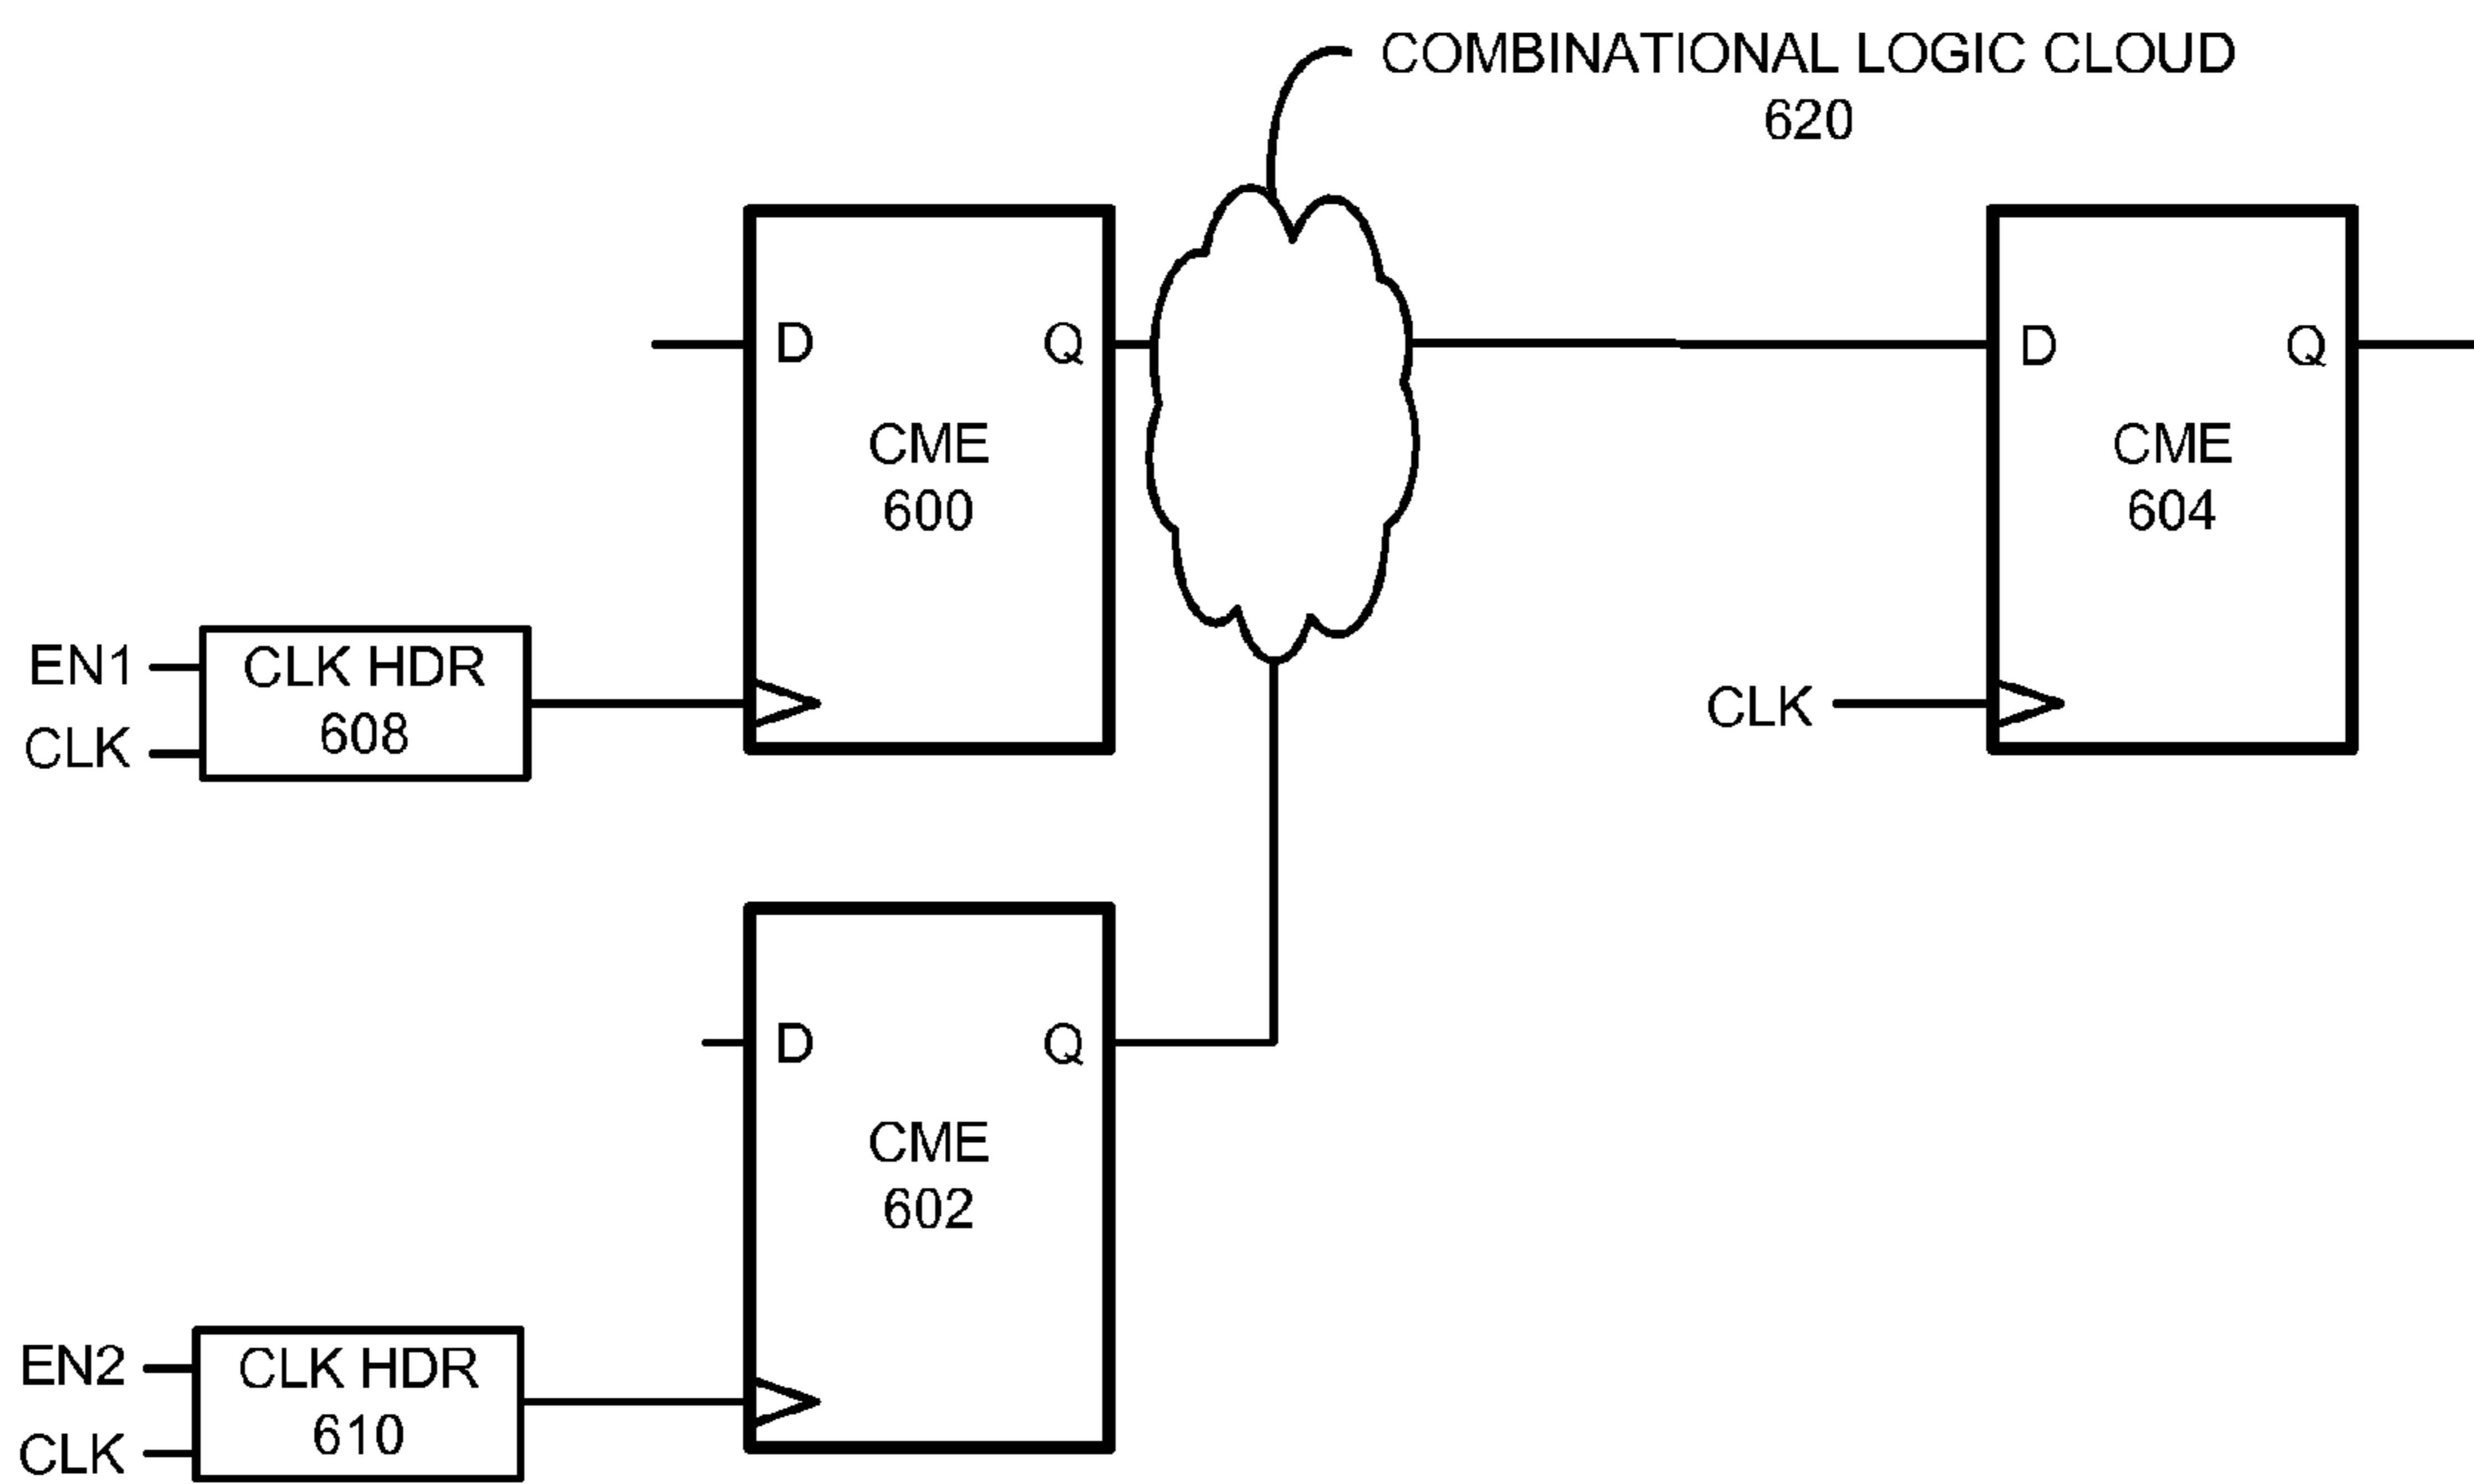 COMBINATIONAL LOGIC CLOUD
620
D Q
CME
600
D Q
CME
604
EN1
CLK HDR
608
CLK
CLK
D Q
CME
602
EN2
CLK HDR
610
CLK